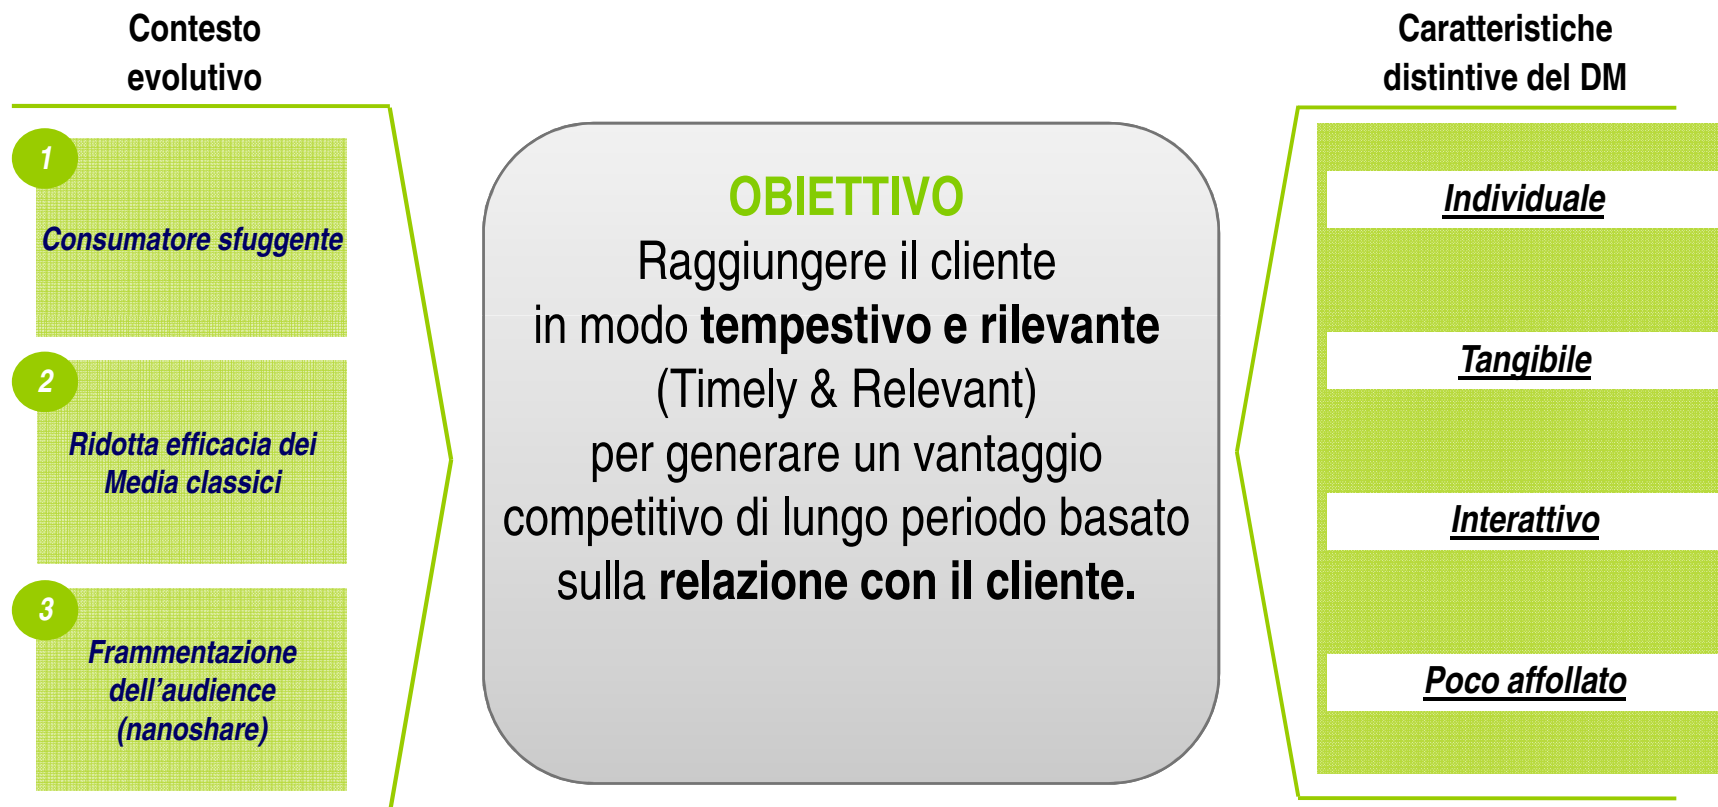 Contesto
evolutivo
1
Consumatore sfuggente
2
Ridotta efficacia dei
Media classici
3
Frammentazione
dell’audience
(nanoshare)
OBIETTIVO
Raggiungere il cliente
in modo tempestivo e rilevante
(Timely & Relevant)
per generare un vantaggio
competitivo di lungo periodo basato
sulla relazione con il cliente.
Caratteristiche
distintive del DM
Individuale
Tangibile
Interattivo
Poco affollato